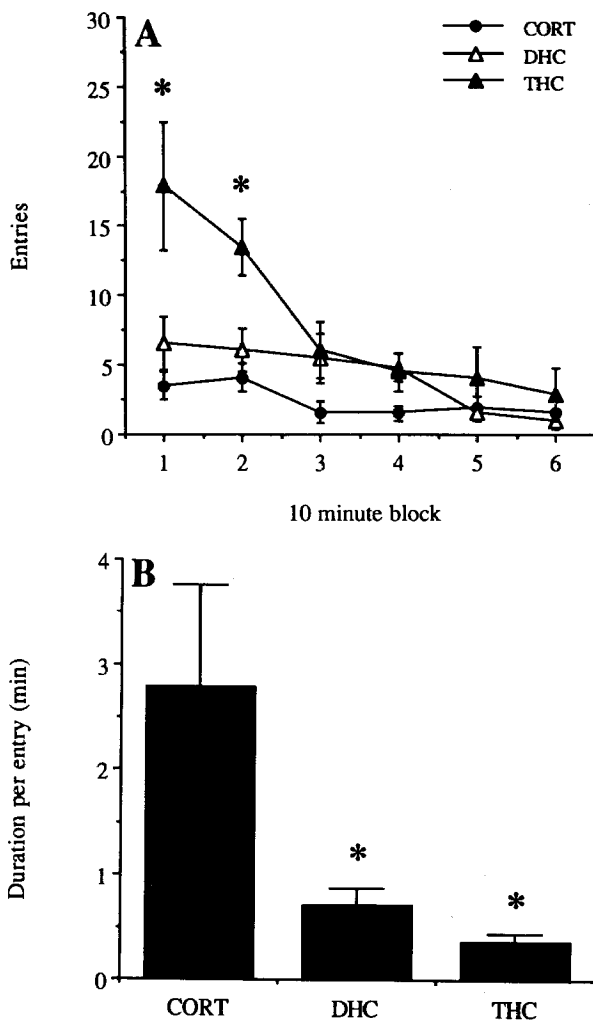 A
CORT
DHC
THC
30
25
20
15
10
5
0
*
*
Entries
1 2 3 4 5 6
10 minute block
B
4
3
2
1
0
*
*
Duration per entry (min)
CORT DHC THC